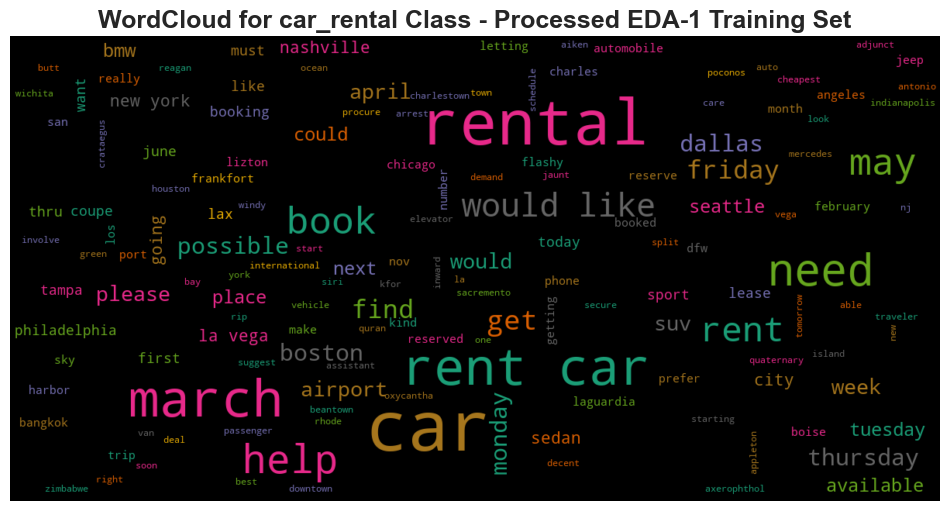 WordCloud for car_rental Class - Processed EDA-1 Training Set
bmw
must
nashville
letting
aiken
automobile
adjunct
jeep
butt
reagan
really
ocean
like
april
charles
schedule
poconos
auto
cheapest
antonio
wichita
want
new york
booking
charlestown
town
procure
arrest
rental
care
month
angeles
indianapolis
look
san
crataegus
could
dallas
may
june
lizton
chicago
flashy
friday
mercedes
frankfort
houston
number
demand
jaunt
reserve
thru
coupe
los
lax
windy
book
elevator
would like
booked
seattle
vega
february
nj
involve
green
port
going
possible
start
today
split
dfw
international
next
nov
would
need
tampa
please
bay
york
siri
kfor
inward
la
sacremento
phone
place
find
sport
lease
able
rip
vehicle
philadelphia
la vega
make
quran
kind
get
one
secure
getting
suv
rent
tomorrow
traveler
new
sky
first
suggest
boston
reserved
assistant
rent car
quaternary
island
harbor
march
airport
oxycantha
prefer
city
week
bangkok
beantown
rhode
car
monday
laguardia
van
deal
passenger
sedan
starting
boise
tuesday
trip
soon
help
decent
appleton
thursday
right
best
zimbabwe
downtown
axerophthol
available